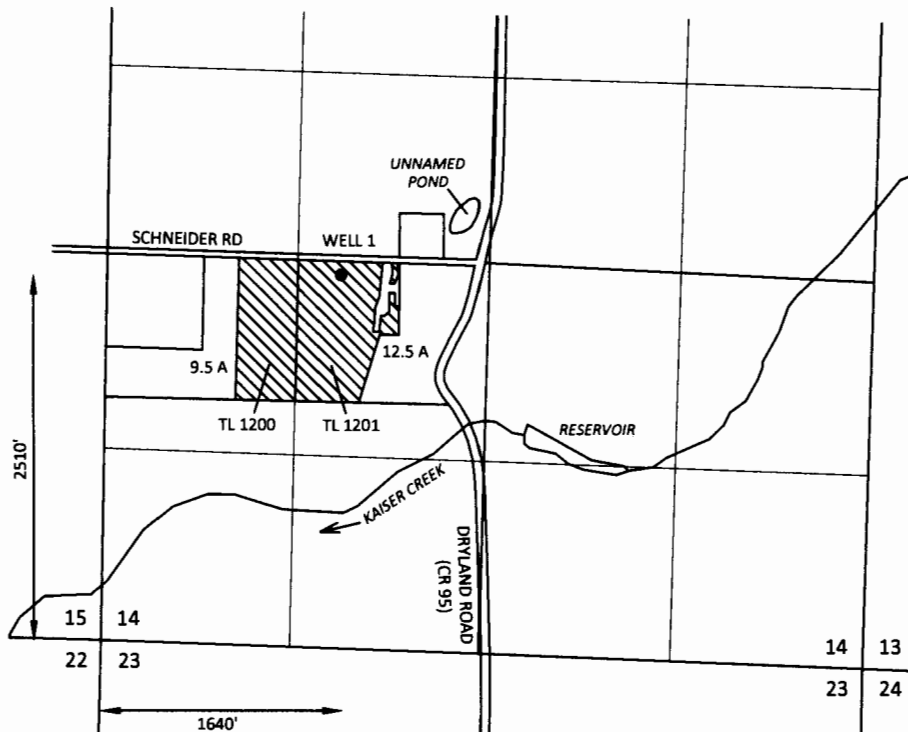 UNNAMED
POND
SCHNEIDER RD
WELL 1
9.5 A
12.5 A
TL 1200
TL 1201
RESERVOIR
KAISER CREEK
2510'
DRYLAND ROAD
(CR 95)
15 14
22 23
14 13
23 24
1640'